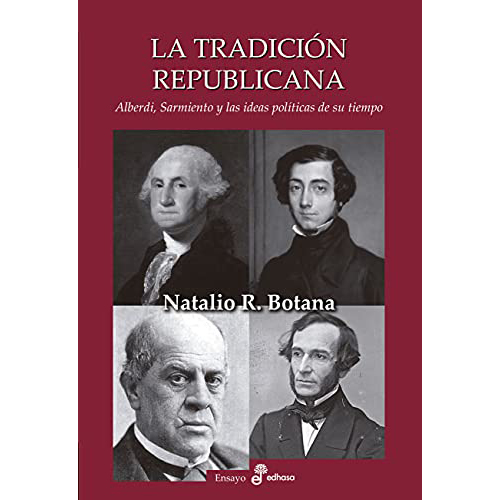 LA TRADICIÓN
REPUBLICANA
Alberdi, Sarmiento y las ideas políticas de su tiempo
Natalio R. Botana
Ensayo edhasa